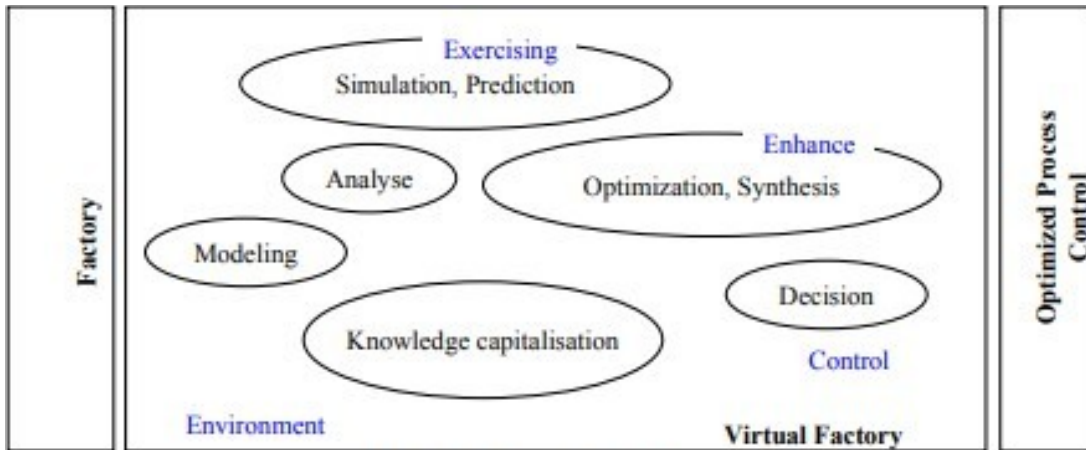 Factory
Exercising
Simulation, Prediction
Enhance
Analyse
Optimization, Synthesis
Modeling
Decision
Knowledge capitalisation
Control
Environment
Virtual Factory
Optimized Process
Control